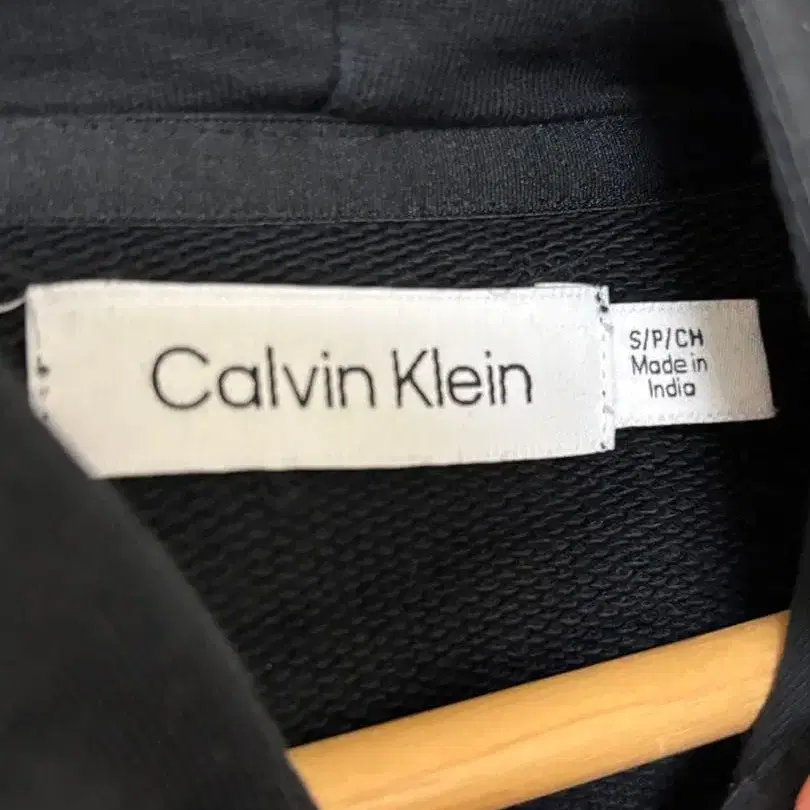 Calvin Klein
S/P/CH
Made in
India